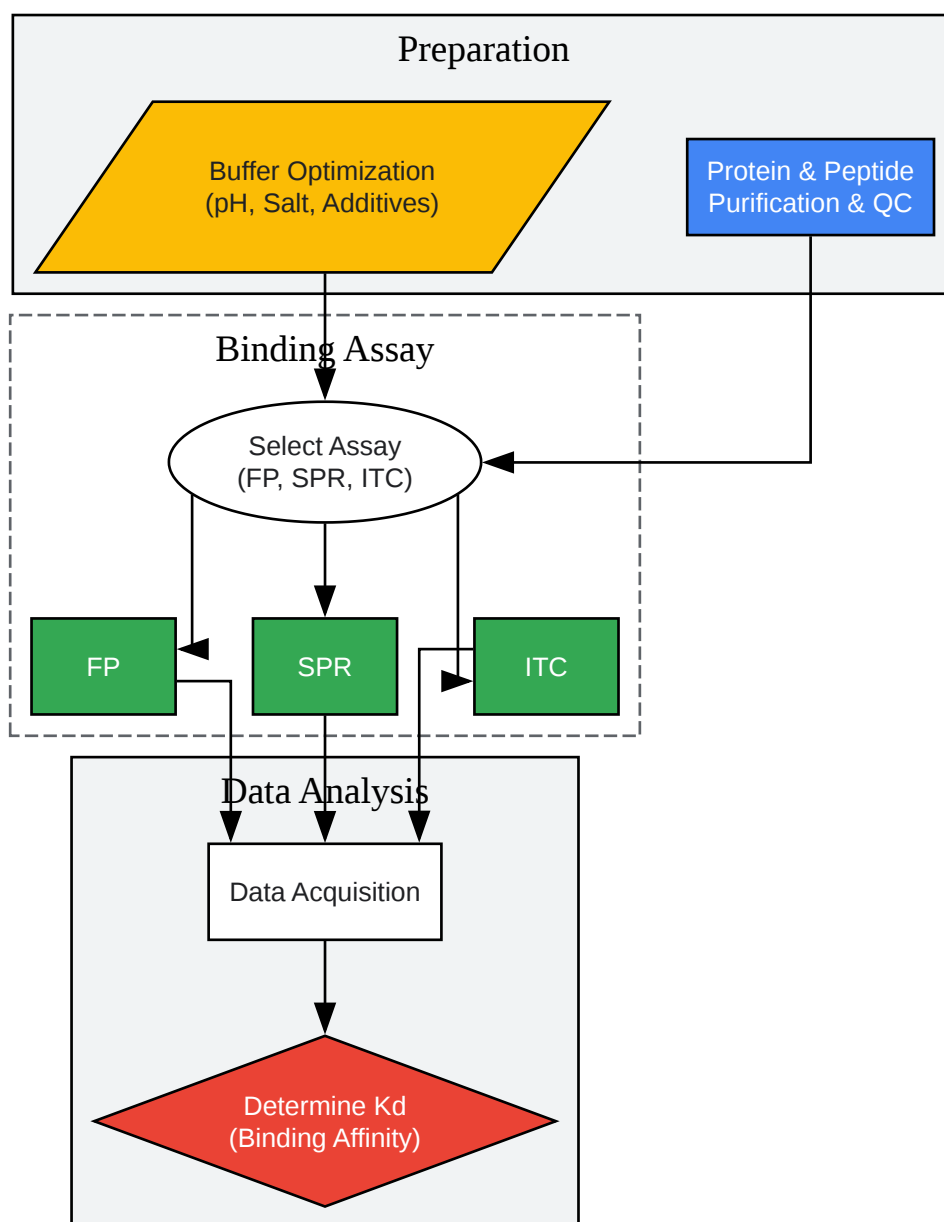 Preparation
Buffer Optimization
(pH, Salt, Additives)
Protein & Peptide
Purification & QC
Binding Assay
Select Assay
(FP, SPR, ITC)
FP
SPR
ITC
Data Analysis
Data Acquisition
Determine Kd
(Binding Affinity)